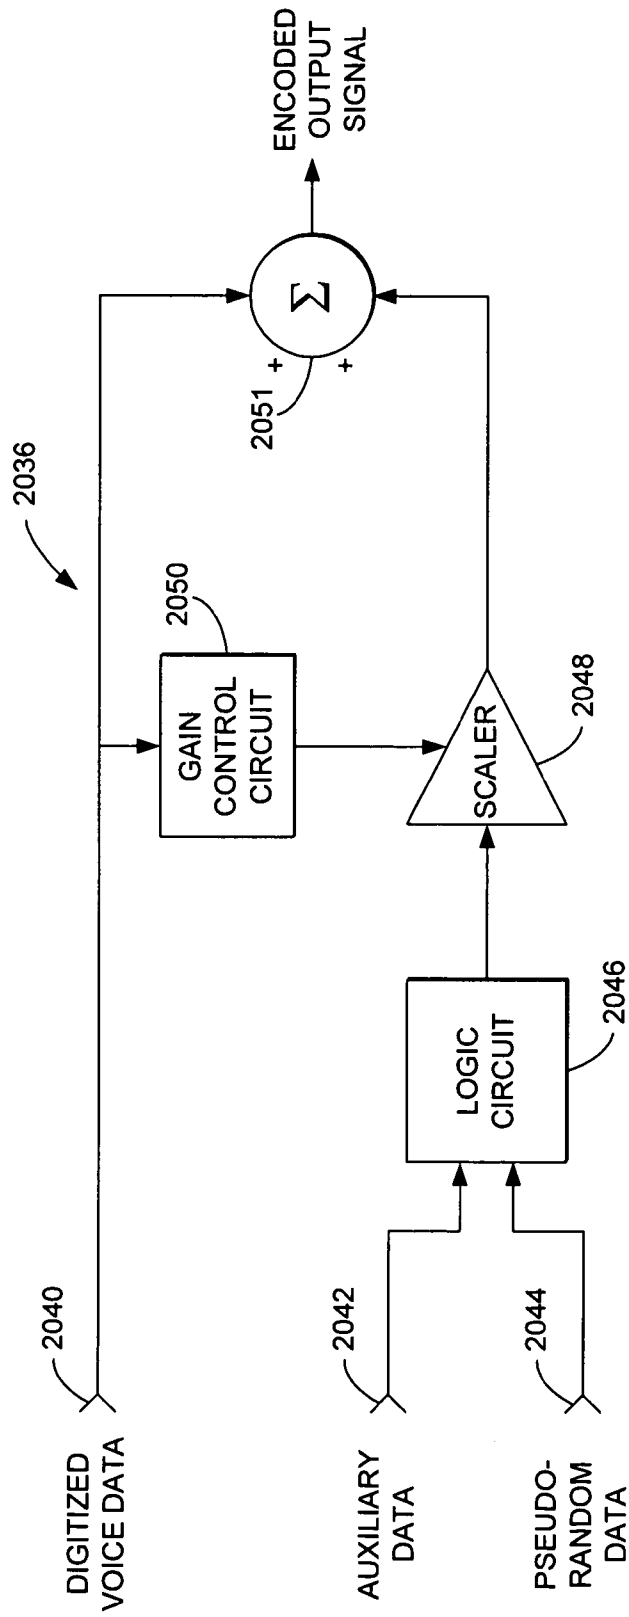 DIGITIZED
VOICE DATA
2040
2036
GAIN
CONTROL
CIRCUIT
2050
AUXILIARY
DATA
2042
PSEUDO-
RANDOM
DATA
2044
LOGIC
CIRCUIT
2046
SCALER
2048
Σ
+
+
2051
ENCODED
OUTPUT
SIGNAL